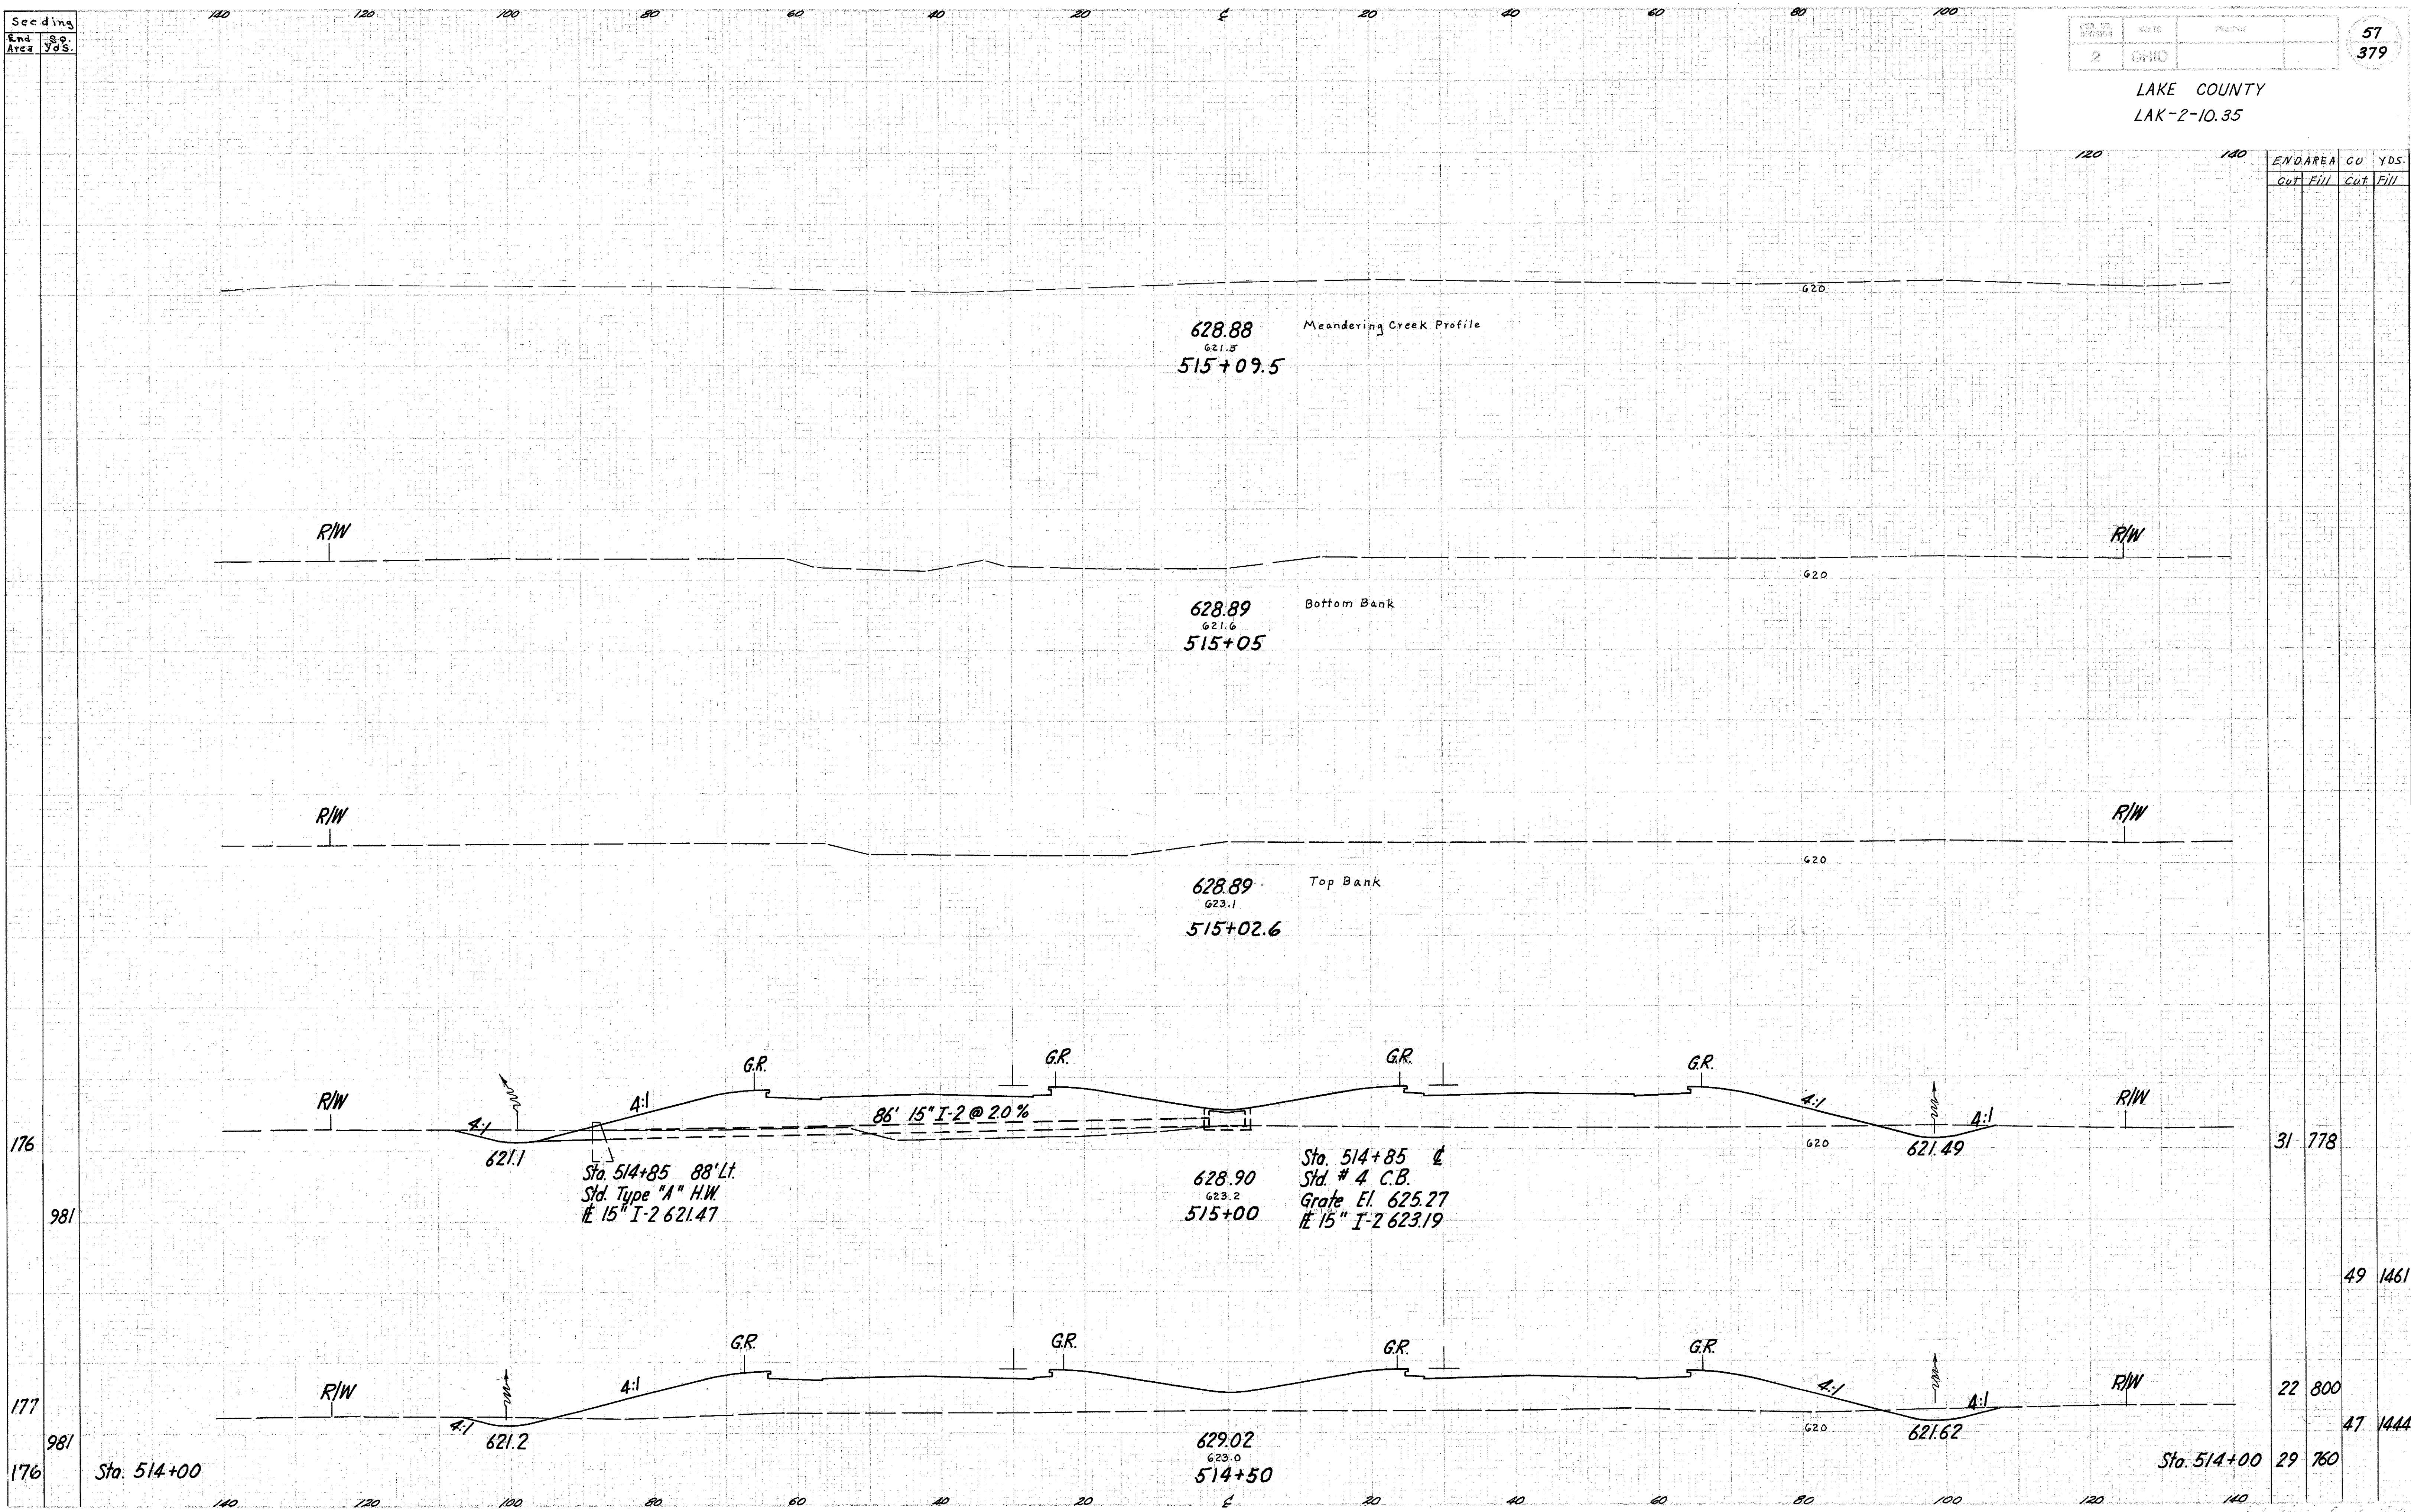 140 120 100 80 60 40 20 ℄ 20 40 60 80 100
Seeding
End Area Sq. Yds.
2 OHIO
57
379
LAKE COUNTY
LAK-2-10.35
120 140
END AREA CU YDS.
Cut Fill Cut Fill
620
628.88 Meandering Creek Profile
621.5
515+09.5
R/W R/W
620
628.89 Bottom Bank
621.6
515+05
R/W R/W
620
628.89 Top Bank
623.1
515+02.6
G.R. G.R. G.R. G.R.
R/W 4:1 4:1 86' 15" I-2 @ 2.0% 4:1 4:1 R/W
176 621.1 620 621.49 31 778
Sta. 514+85 88' Lt.
Std. Type "A" H.W.
℄ 15" I-2 621.47
628.90
623.2
515+00
Sta. 514+85 ℄
Std. # 4 C.B.
Grate El. 625.27
℄ 15" I-2 623.19
981
49 1461
G.R. G.R. G.R. G.R.
R/W 4:1 4:1 4:1 4:1 R/W
177 22 800
981 621.2 620 621.62 47 1444
629.02
623.0
514+50
176 Sta. 514+00 Sta. 514+00 29 760
140 120 100 80 60 40 20 ℄ 20 40 60 80 100 120 140